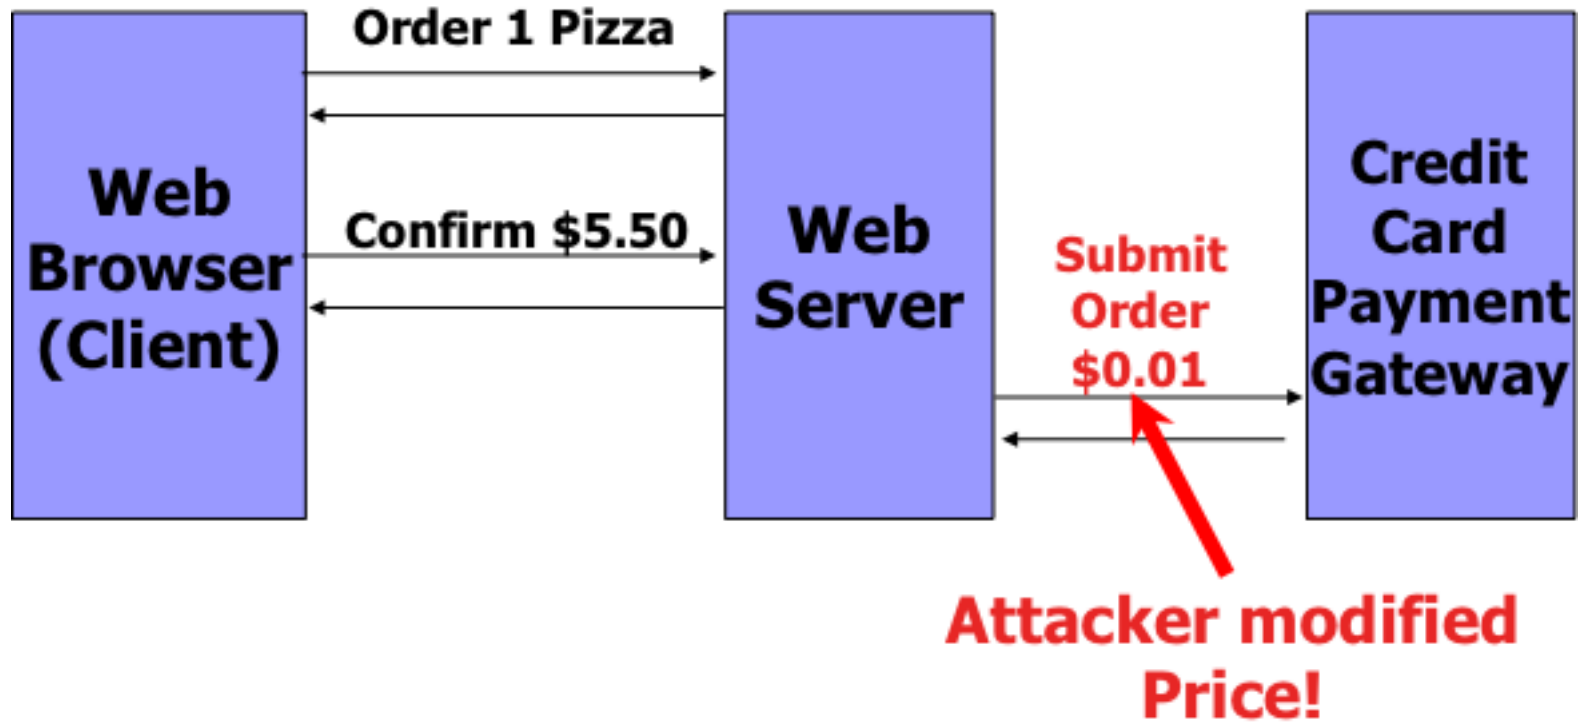 Order 1 Pizza
Web
Browser
(Client)
Confirm $5.50
Web
Server
Submit
Order
$0.01
Credit
Card
Payment
Gateway
Attacker modified
Price!